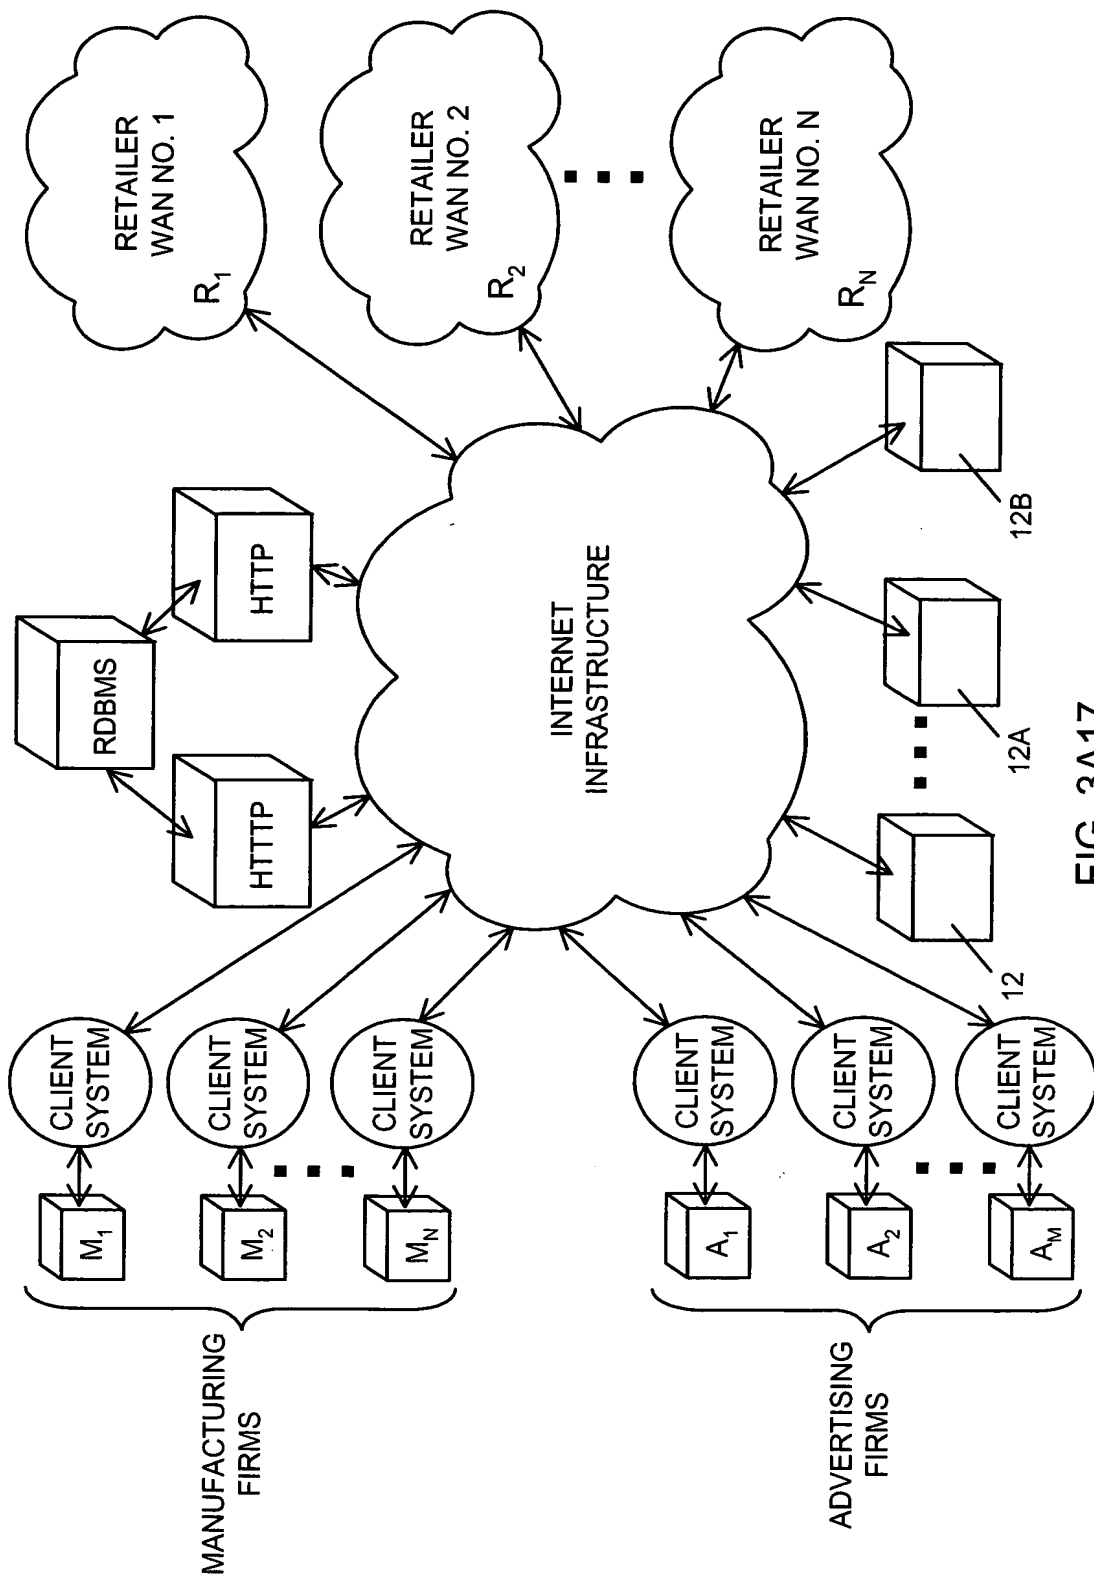 MANUFACTURING
FIRMS
M1
M2
MN
CLIENT
SYSTEM
CLIENT
SYSTEM
CLIENT
SYSTEM
ADVERTISING
FIRMS
A1
A2
AM
CLIENT
SYSTEM
CLIENT
SYSTEM
CLIENT
SYSTEM
RDBMS
HTTTP
HTTP
INTERNET
INFRASTRUCTURE
RETAILER
WAN NO. 1
R1
RETAILER
WAN NO. 2
R2
RETAILER
WAN NO. N
RN
12
12A
12B
FIG. 3A17